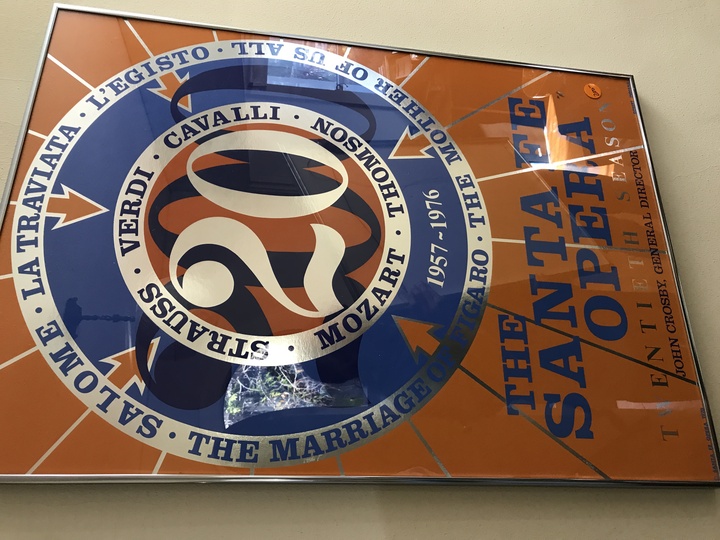 SALOME · LA TRAVIATA · L'EGISTO · THE MOTHER OF US ALL · THE MARRIAGE OF FIGARO ·
STRAUSS · VERDI · CAVALLI · THOMSON · MOZART ·
20
1957~1976
THE
SANTA FE
OPERA
TWENTIETH SEASON
JOHN CROSBY, GENERAL DIRECTOR